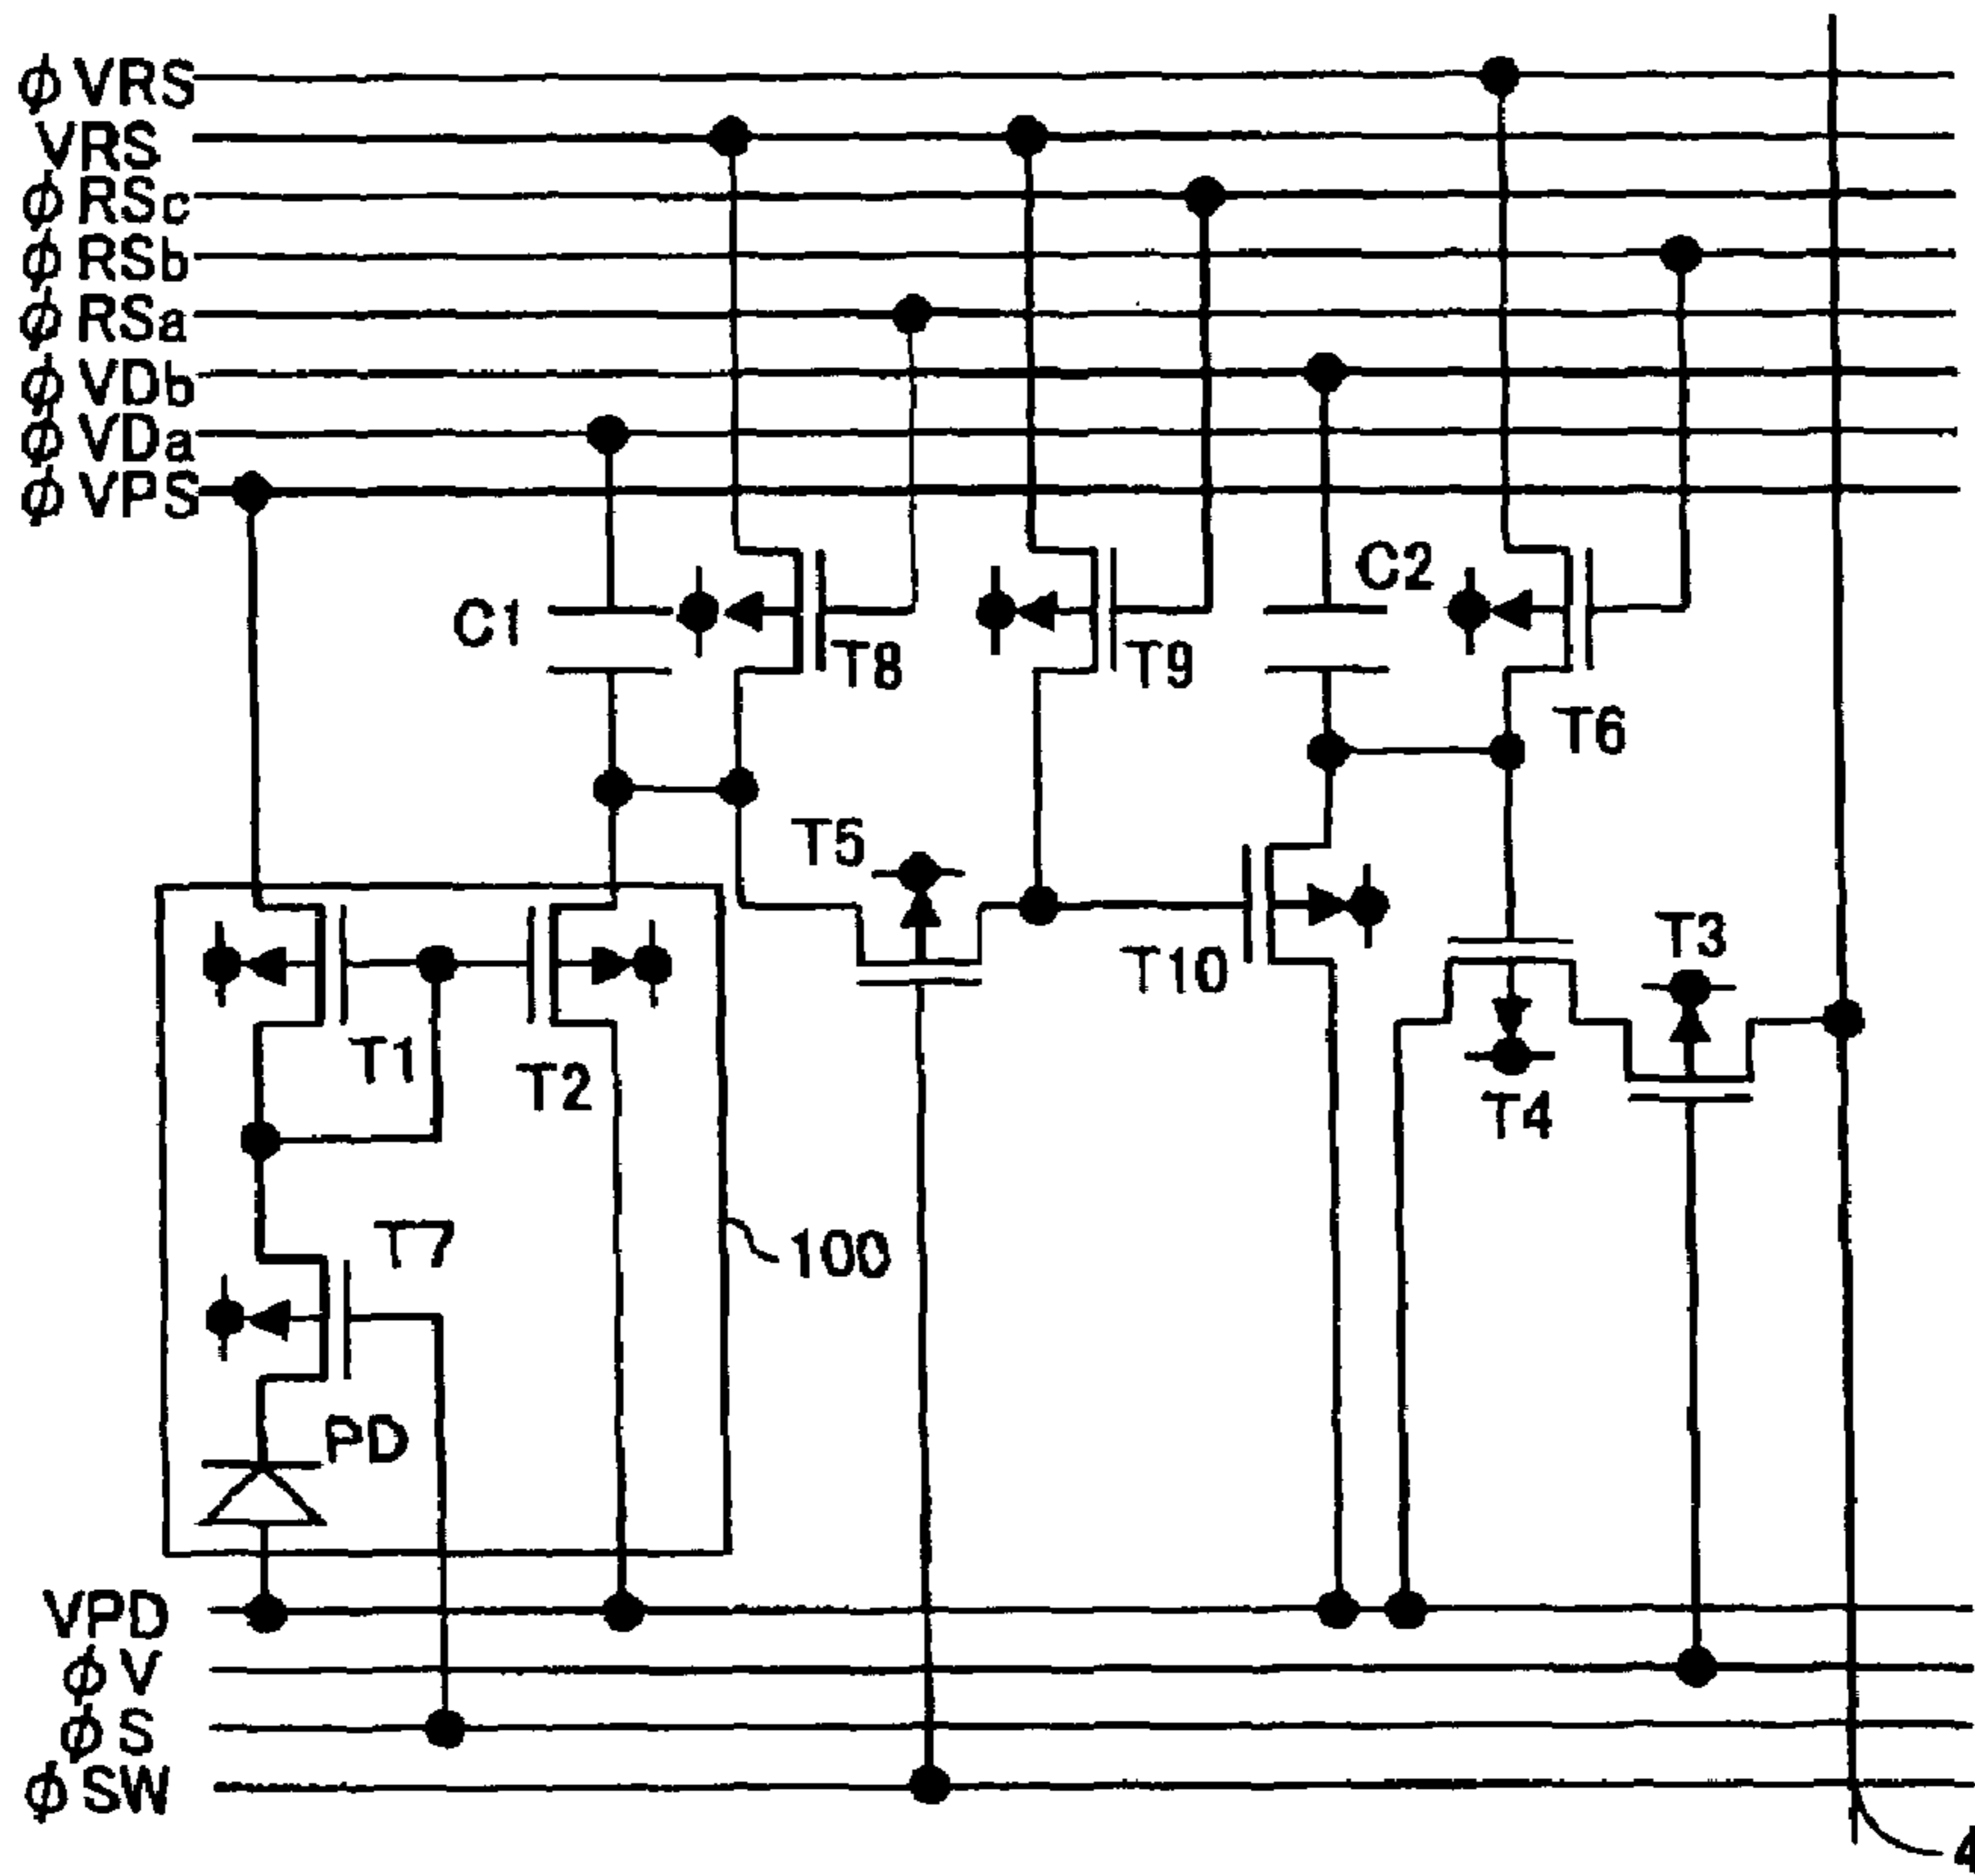 ϕVRS
VRS
ϕRSc
ϕRSb
ϕRSa
ϕVDb
ϕVDa
ϕVPS
C1
T8
T9
C2
T6
T5
T10
T3
T1
T2
T4
T7
100
PD
VPD
ϕV
ϕS
ϕSW
4